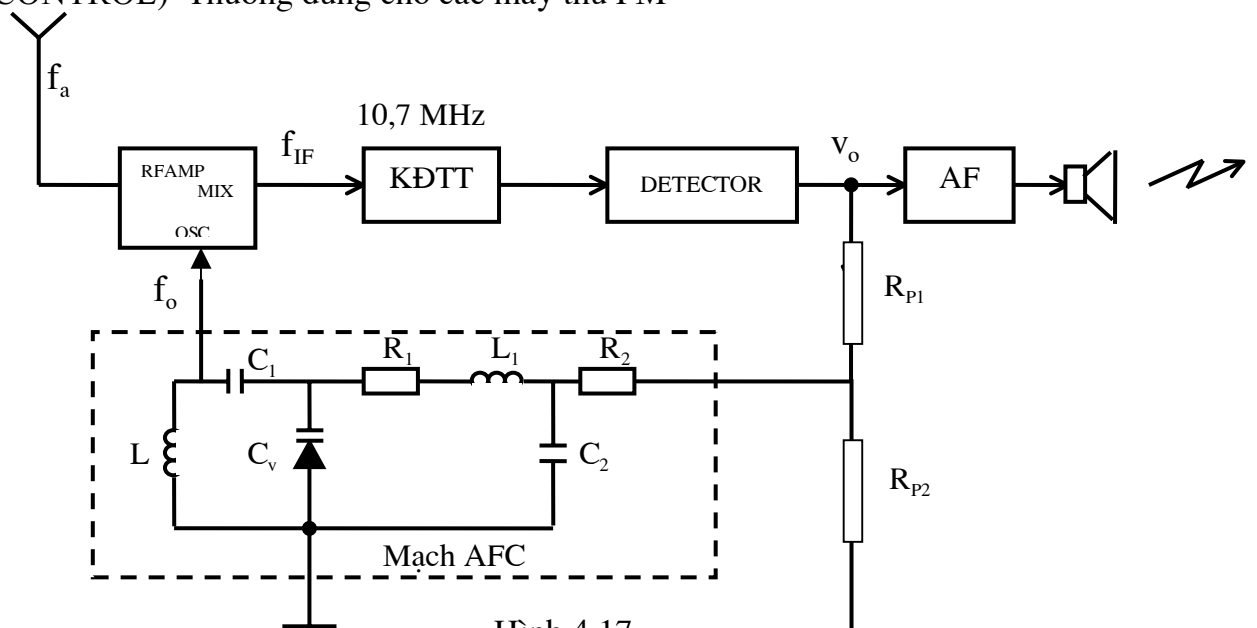 CONTROL) Thường dùng cho các máy thu FM
f_a
10,7 MHz
f_IF
v_o
RFAMP
MIX
OSC
KĐTT
DETECTOR
AF
f_o
R_P1
C_1
R_1
L_1
R_2
L
C_v
C_2
R_P2
Mạch AFC
Hình 4.17